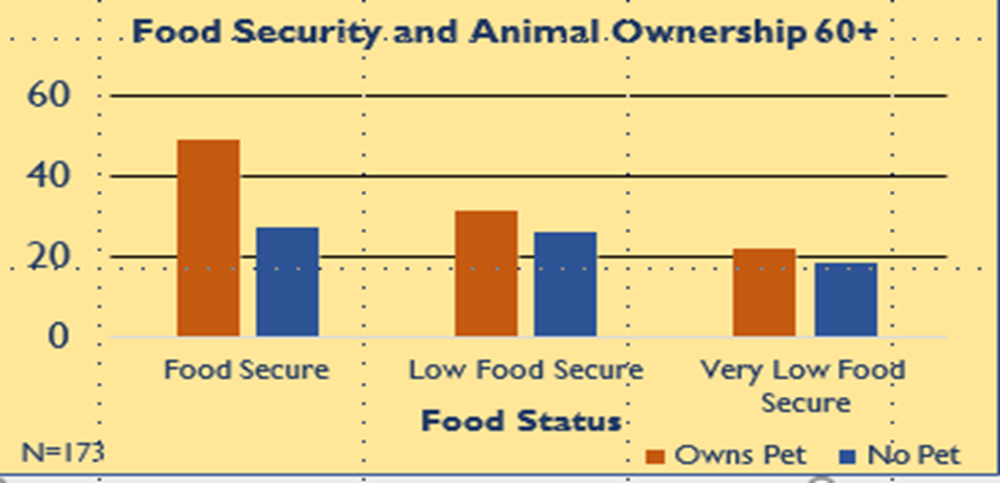 Food Security and Animal Ownership 60+
60
40
20
0
Food Secure
Low Food Secure
Very Low Food
Secure
Food Status
N=173
Owns Pet
No Pet